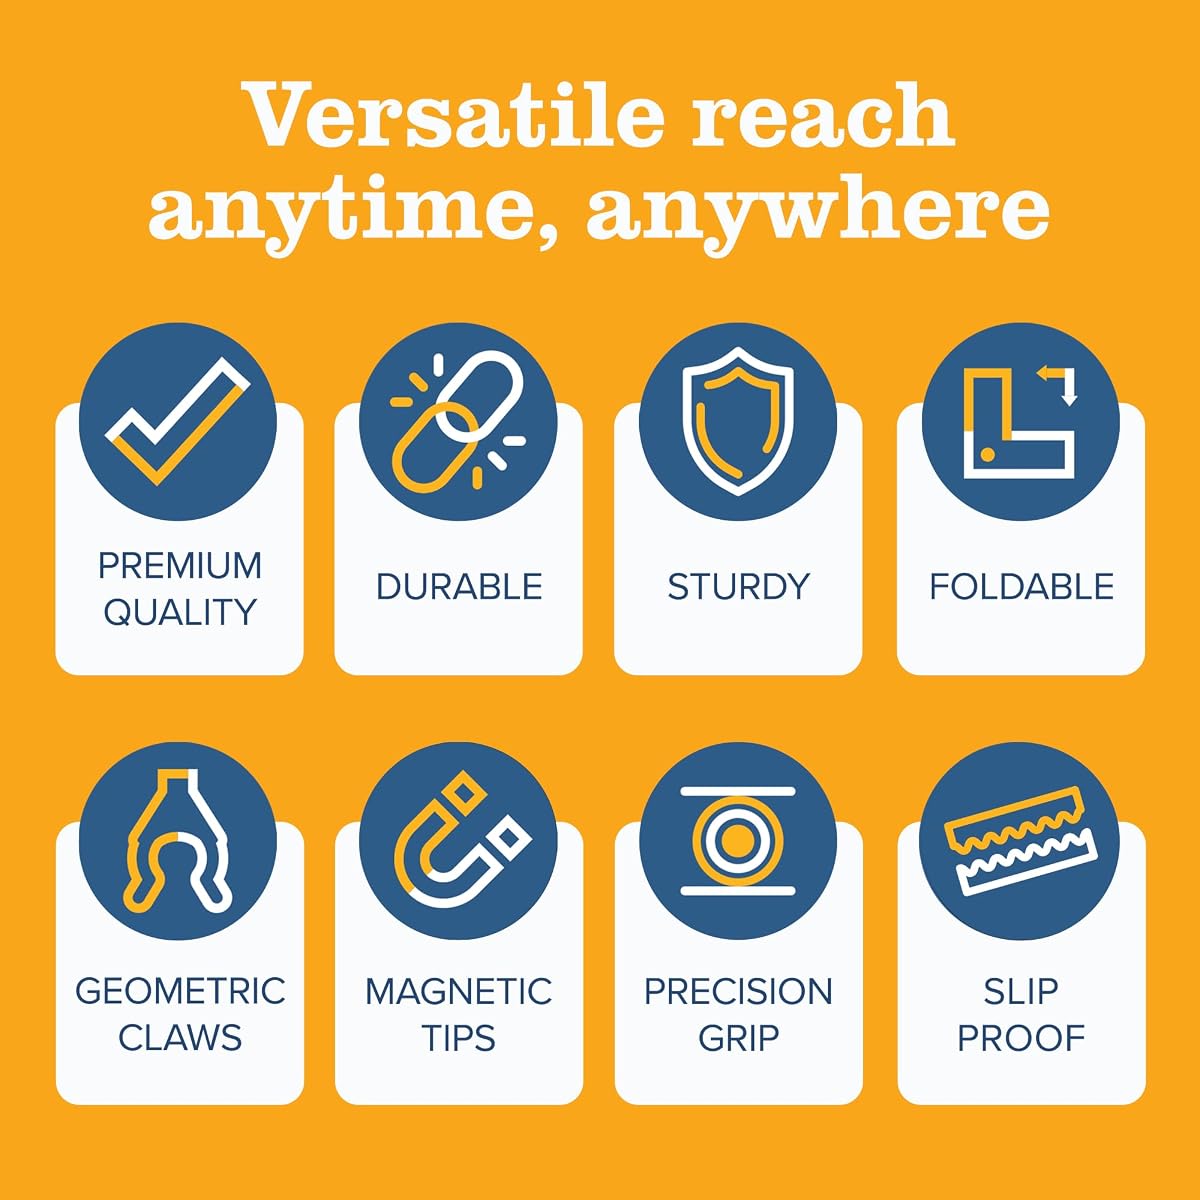 Versatile reach
anytime, anywhere
PREMIUM
QUALITY
DURABLE
STURDY
FOLDABLE
GEOMETRIC
CLAWS
MAGNETIC
TIPS
PRECISION
GRIP
SLIP
PROOF